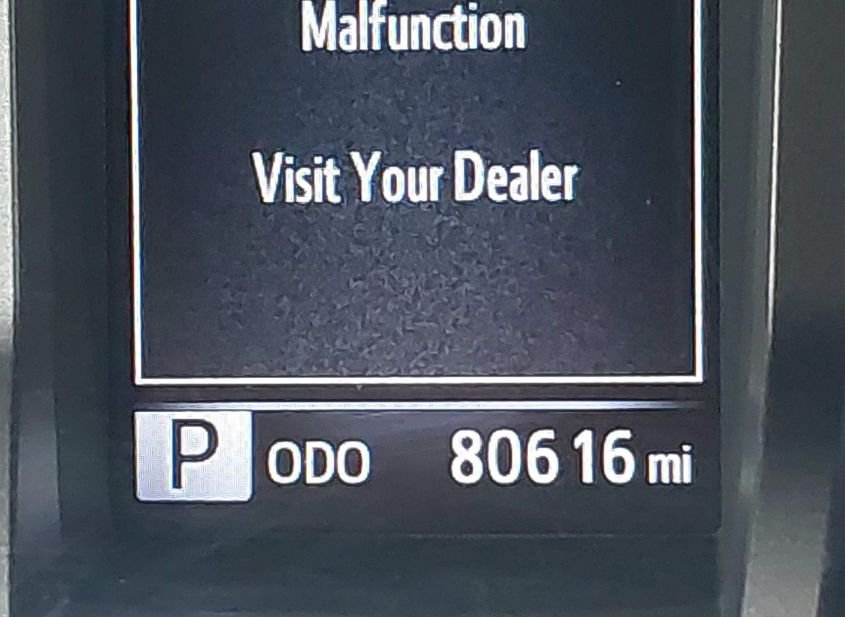 Malfunction
Visit Your Dealer
P ODO 80616 mi